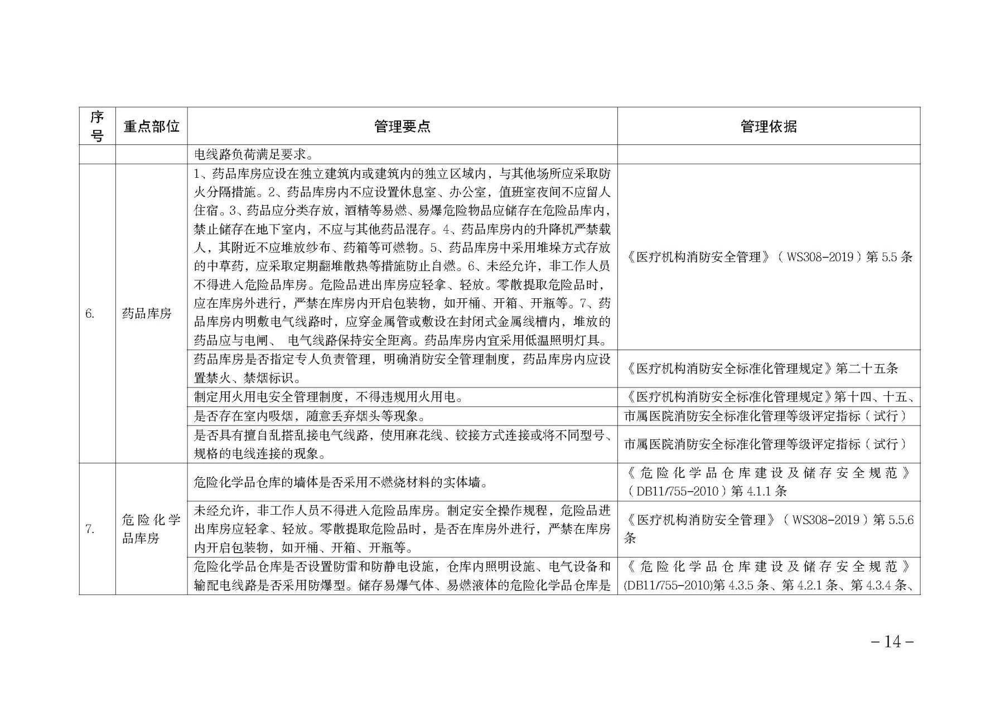 序号
重点部位
管理要点
管理依据
电线路负荷满足要求。
6.
药品库房
1、药品库房应设在独立建筑内或建筑内的独立区域内，与其他场所应采取防
火分隔措施。2、药品库房内不应设置休息室、办公室，值班室夜间不应留人
住宿。3、药品应分类存放，酒精等易燃、易爆危险物品应储存在危险品库内，
禁止储存在地下室内，不应与其他药品混存。4、药品库房内的升降机严禁载
人，其附近不应堆放纱布、药箱等可燃物。5、药品库房中采用堆垛方式存放
的中草药，应采取定期翻堆散热等措施防止自燃。6、未经允许，非工作人员
不得进入危险品库房。危险品进出库房应轻拿、轻放。零散提取危险品时，
应在库房外进行，严禁在库房内开启包装物，如开桶、开箱、开瓶等。7、药
品库房内明敷电气线路时，应穿金属管或敷设在封闭式金属线槽内，堆放的
药品应与电闸、 电气线路保持安全距离。药品库房内宜采用低温照明灯具。
《医疗机构消防安全管理》（WS308-2019）第 5.5 条
药品库房是否指定专人负责管理，明确消防安全管理制度，药品库房内应设
置禁火、禁烟标识。
《医疗机构消防安全标准化管理规定》第二十五条
制定用火用电安全管理制度，不得违规用火用电。
《医疗机构消防安全标准化管理规定》第十四、十五、
是否存在室内吸烟，随意丢弃烟头等现象。
市属医院消防安全标准化管理等级评定指标（试行）
是否具有擅自乱搭乱接电气线路，使用麻花线、铰接方式连接或将不同型号、
规格的电线连接的现象。
市属医院消防安全标准化管理等级评定指标（试行）
7.
危险化学
品库房
危险化学品仓库的墙体是否采用不燃烧材料的实体墙。
《危险化学品仓库建设及储存安全规范》
（DB11/755-2010）第 4.1.1 条
未经允许，非工作人员不得进入危险品库房。制定安全操作规程，危险品进
出库房应轻拿、轻放。零散提取危险品时，是否在库房外进行，严禁在库房
内开启包装物，如开桶、开箱、开瓶等。
《医疗机构消防安全管理》（WS308-2019）第 5.5.6
条
危险化学品仓库是否设置防雷和防静电设施，仓库内照明设施、电气设备和
输配电线路是否采用防爆型。储存易爆气体、易燃液体的危险化学品仓库是
《危险化学品仓库建设及储存安全规范》
(DB11/755-2010)第 4.3.5 条、第 4.2.1 条、第 4.3.4 条、
- 14 -